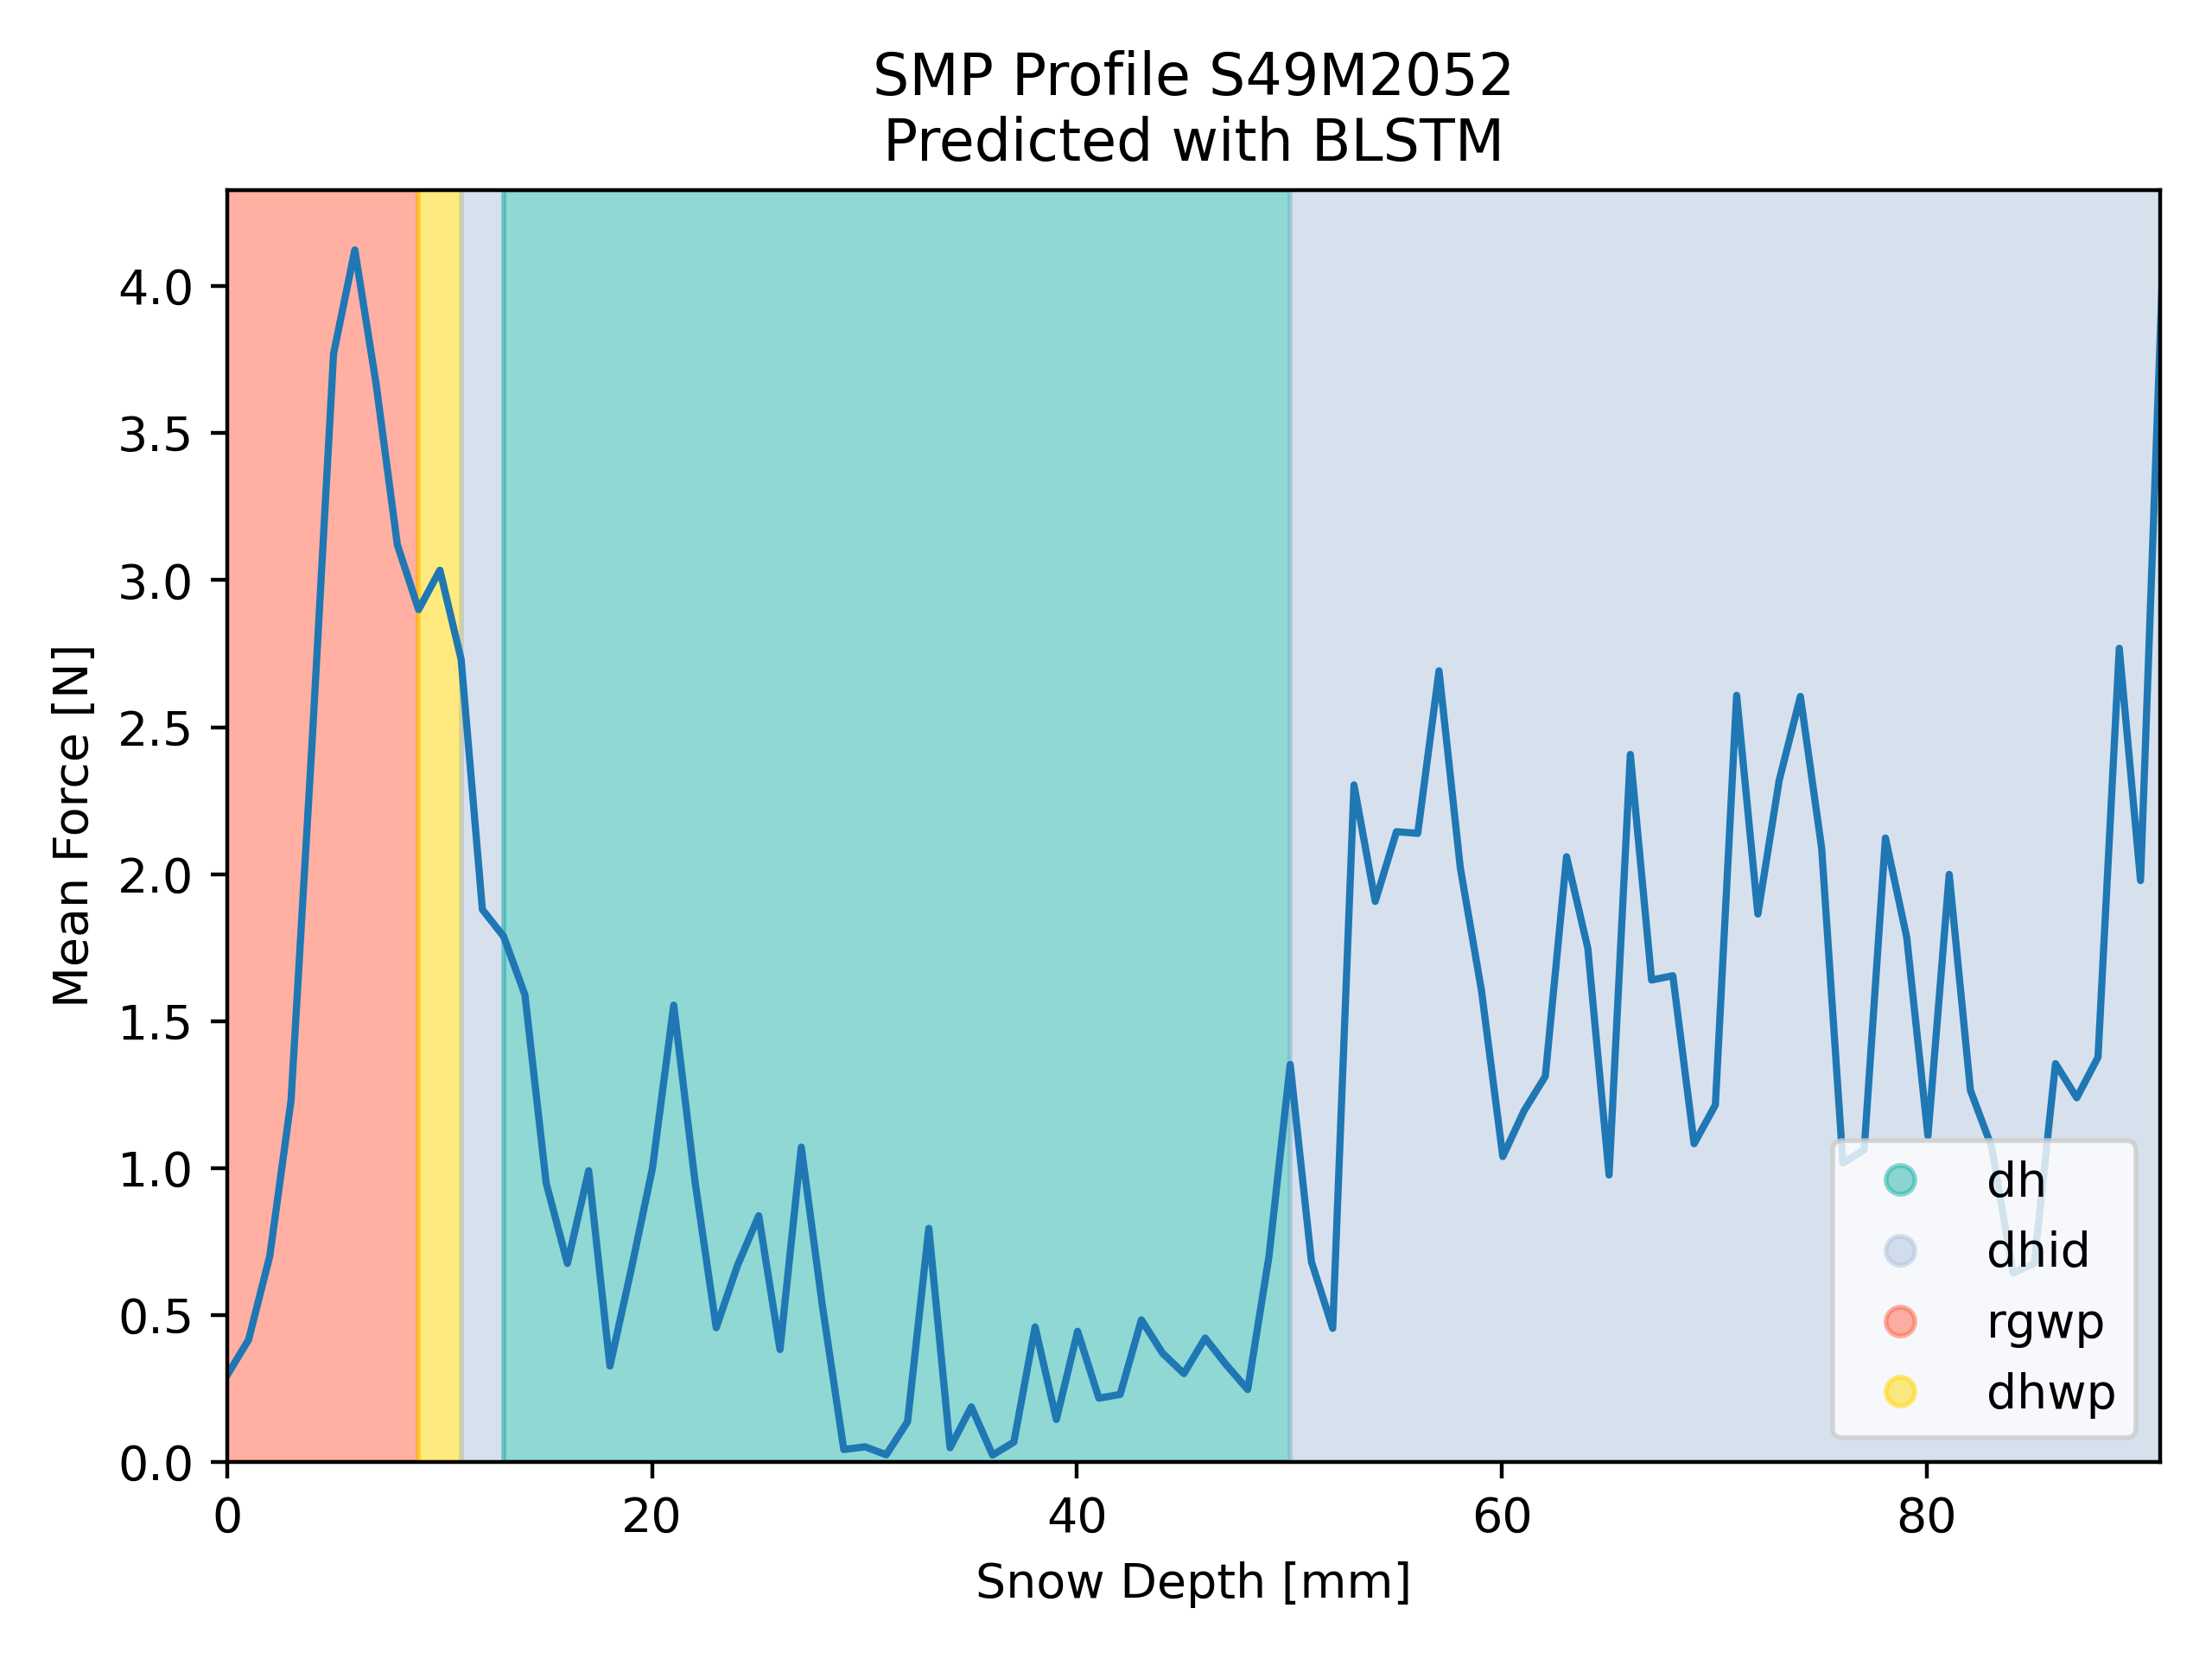 SMP Profile S49M2052
Predicted with BLSTM
Mean Force [N]
4.0
3.5
3.0
2.5
2.0
1.5
1.0
0.5
0.0
0
20
40
60
80
Snow Depth [mm]
dh
dhid
rgwp
dhwp